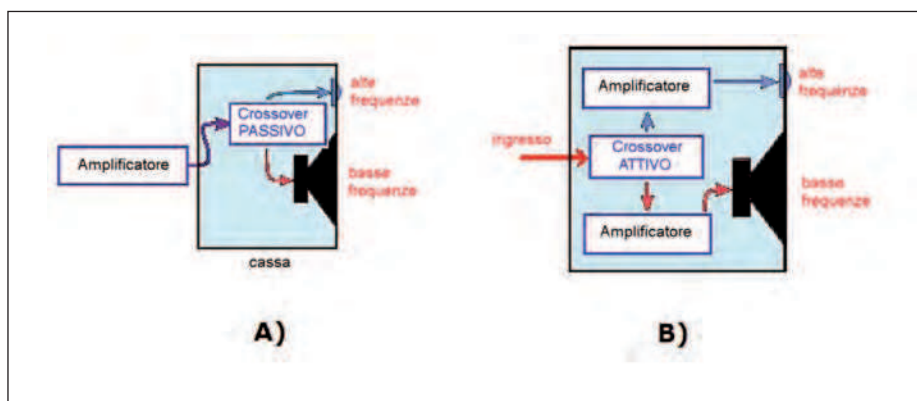 Amplificatore
Crossover
PASSIVO
alte
frequenze
basse
frequenze
cassa
A)
ingresso
Amplificatore
Crossover
ATTIVO
Amplificatore
alte
frequenze
basse
frequenze
B)